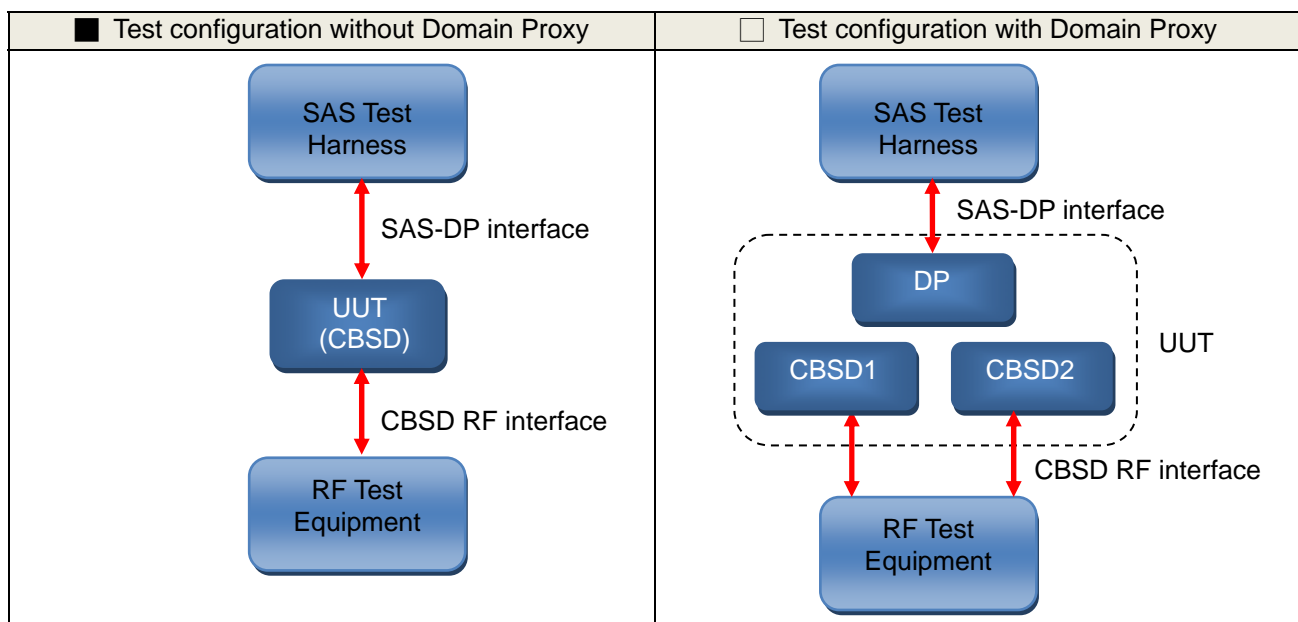 ■ Test configuration without Domain Proxy
□ Test configuration with Domain Proxy
SAS Test
Harness
SAS-DP interface
UUT
(CBSD)
CBSD RF interface
RF Test
Equipment
SAS Test
Harness
SAS-DP interface
DP
UUT
CBSD1
CBSD2
CBSD RF interface
RF Test
Equipment